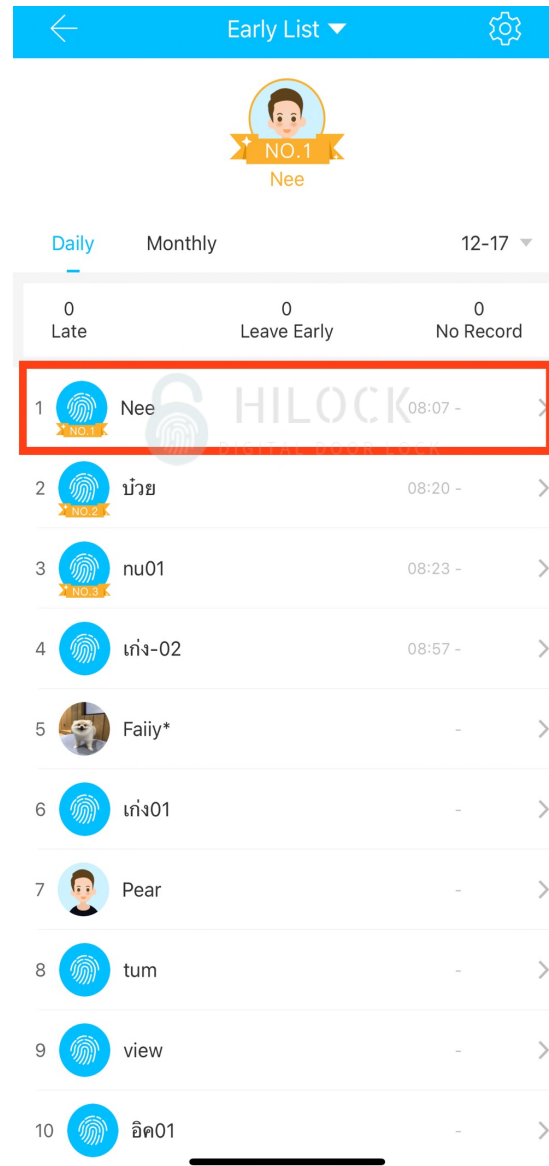 Early List
NO.1
Nee
Daily Monthly 12-17
0 0 0
Late Leave Early No Record
1 NO.1 Nee 08:07 -
HILOCK
DIGITAL DOOR LOCK
2 NO.2 บ๋วย 08:20 -
3 NO.3 nu01 08:23 -
4 เก่ง-02 08:57 -
5 Faiiy* -
6 เก่ง01 -
7 Pear -
8 tum -
9 view -
10 อิค01 -